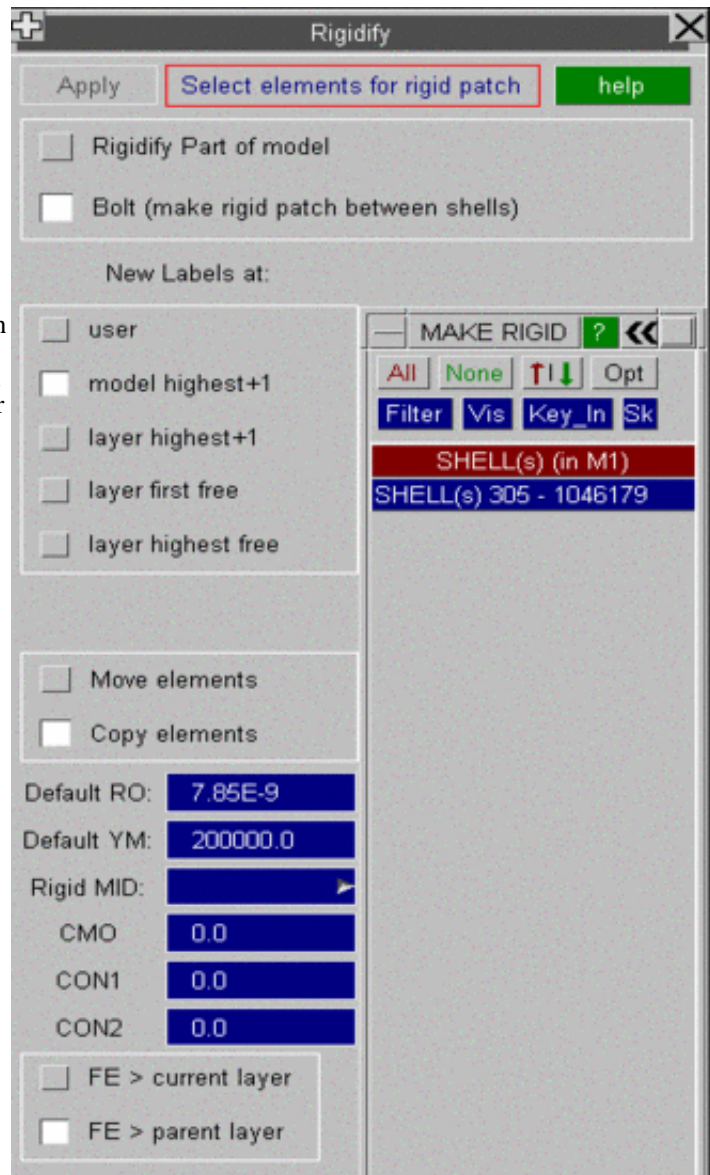 Rigidify
Apply Select elements for rigid patch help
Rigidify Part of model
Bolt (make rigid patch between shells)
New Labels at:
n
r
user
model highest+1
layer highest+1
layer first free
layer highest free
MAKE RIGID ?
All None Opt
Filter Vis Key_In Sk
SHELL(s) (in M1)
SHELL(s) 305 - 1046179
Move elements
Copy elements
Default RO: 7.85E-9
Default YM: 200000.0
Rigid MID:
CMO 0.0
CON1 0.0
CON2 0.0
FE > current layer
FE > parent layer